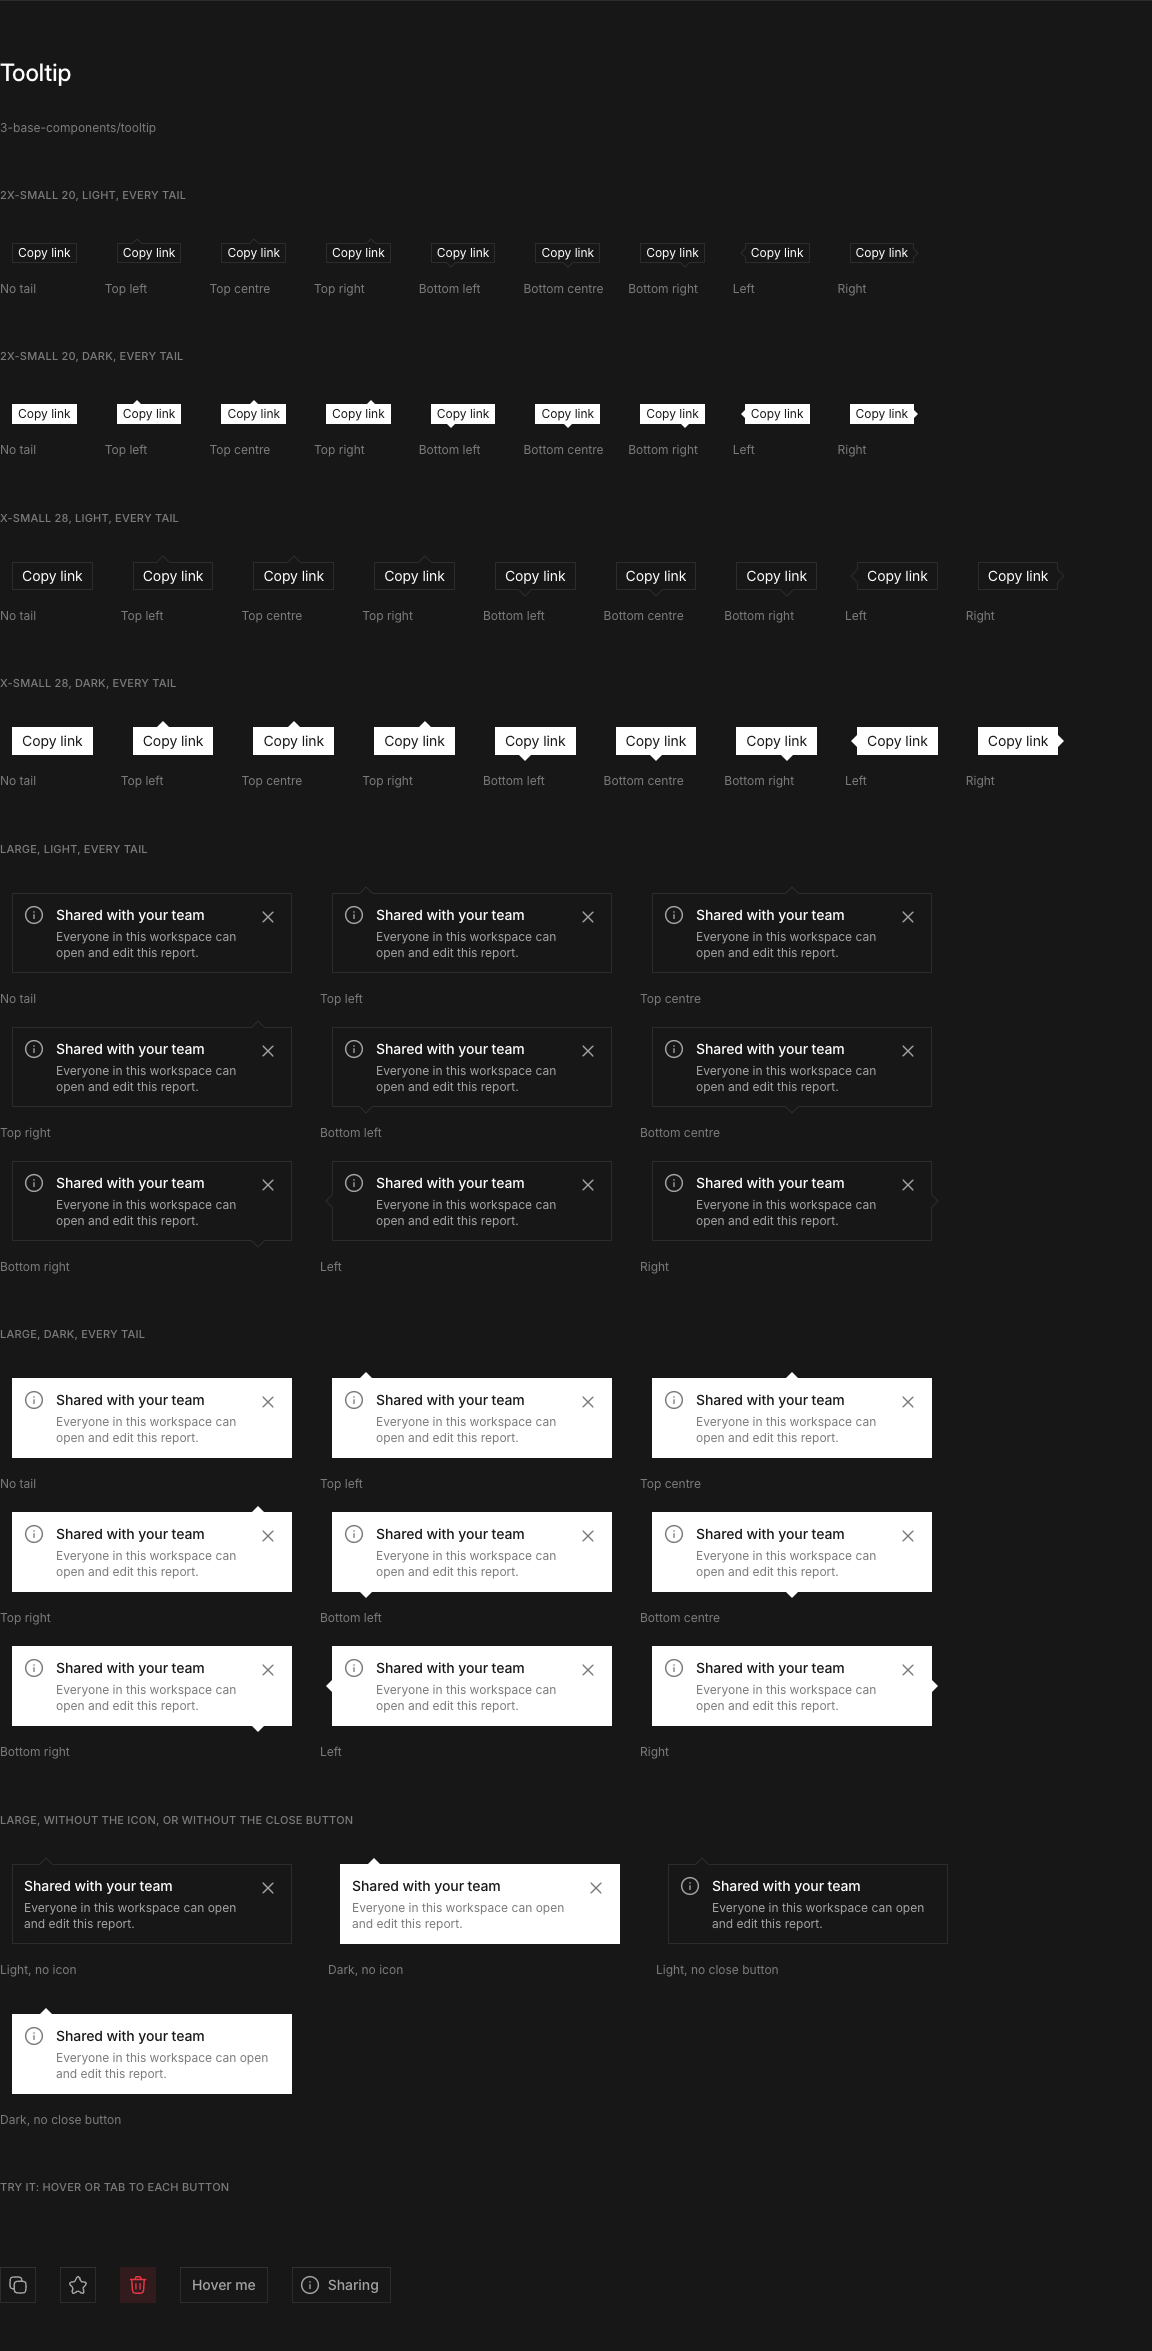 Tooltip
3-base-components/tooltip
2X-SMALL 20, LIGHT, EVERY TAIL
Copy link Copy link Copy link Copy link Copy link Copy link Copy link Copy link Copy link
No tail Top left Top centre Top right Bottom left Bottom centre Bottom right Left Right
2X-SMALL 20, DARK, EVERY TAIL
Copy link Copy link Copy link Copy link Copy link Copy link Copy link Copy link Copy link
No tail Top left Top centre Top right Bottom left Bottom centre Bottom right Left Right
X-SMALL 28, LIGHT, EVERY TAIL
Copy link Copy link Copy link Copy link Copy link Copy link Copy link Copy link Copy link
No tail Top left Top centre Top right Bottom left Bottom centre Bottom right Left Right
X-SMALL 28, DARK, EVERY TAIL
Copy link Copy link Copy link Copy link Copy link Copy link Copy link Copy link Copy link
No tail Top left Top centre Top right Bottom left Bottom centre Bottom right Left Right
LARGE, LIGHT, EVERY TAIL
Shared with your team Shared with your team Shared with your team
Everyone in this workspace can Everyone in this workspace can Everyone in this workspace can
open and edit this report. open and edit this report. open and edit this report.
No tail Top left Top centre
Shared with your team Shared with your team Shared with your team
Everyone in this workspace can Everyone in this workspace can Everyone in this workspace can
open and edit this report. open and edit this report. open and edit this report.
Top right Bottom left Bottom centre
Shared with your team Shared with your team Shared with your team
Everyone in this workspace can Everyone in this workspace can Everyone in this workspace can
open and edit this report. open and edit this report. open and edit this report.
Bottom right Left Right
LARGE, DARK, EVERY TAIL
Shared with your team Shared with your team Shared with your team
Everyone in this workspace can Everyone in this workspace can Everyone in this workspace can
open and edit this report. open and edit this report. open and edit this report.
No tail Top left Top centre
Shared with your team Shared with your team Shared with your team
Everyone in this workspace can Everyone in this workspace can Everyone in this workspace can
open and edit this report. open and edit this report. open and edit this report.
Top right Bottom left Bottom centre
Shared with your team Shared with your team Shared with your team
Everyone in this workspace can Everyone in this workspace can Everyone in this workspace can
open and edit this report. open and edit this report. open and edit this report.
Bottom right Left Right
LARGE, WITHOUT THE ICON, OR WITHOUT THE CLOSE BUTTON
Shared with your team Shared with your team Shared with your team
Everyone in this workspace can open Everyone in this workspace can open Everyone in this workspace can open
and edit this report. and edit this report. and edit this report.
Light, no icon Dark, no icon Light, no close button
Shared with your team
Everyone in this workspace can open
and edit this report.
Dark, no close button
TRY IT: HOVER OR TAB TO EACH BUTTON
Hover me Sharing